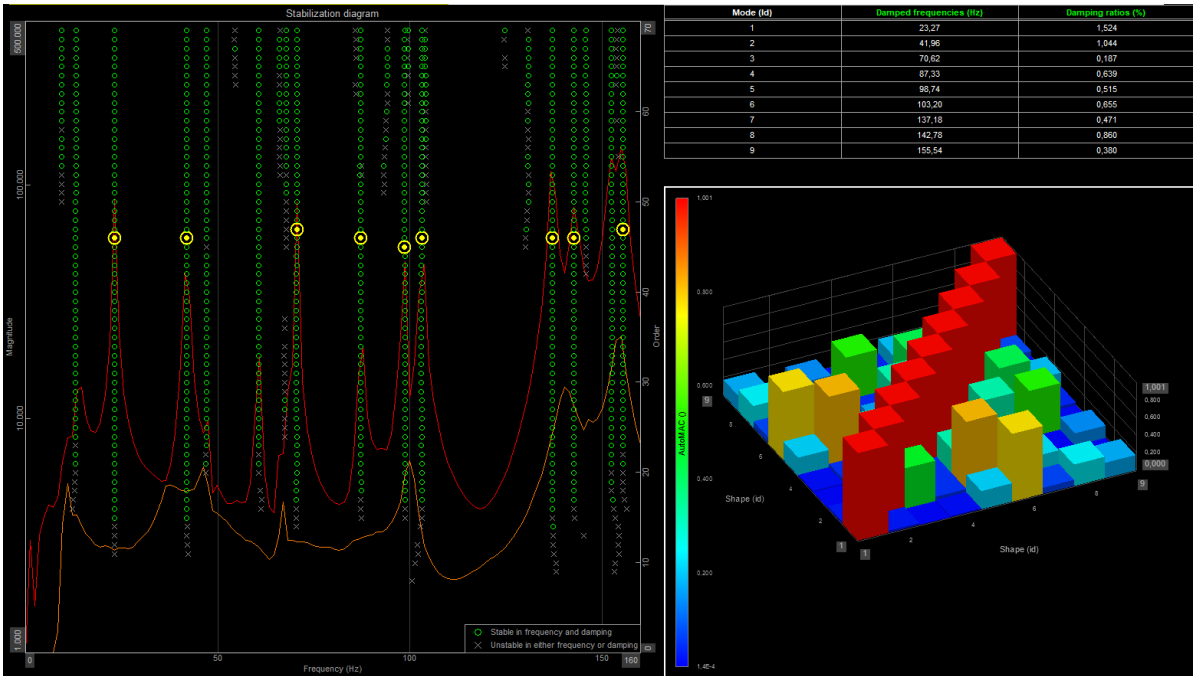 Stabilization diagram
500.000
100.000
10.000
1.000
Magnitude
70
60
50
40
30
20
10
0
Order
0
50
100
150
160
Frequency (Hz)
Stable in frequency and damping
Unstable in either frequency or damping
Mode (Id) Damped frequencies (Hz) Damping ratios (%)
1 23,27 1,524
2 41,96 1,044
3 70,62 0,187
4 87,33 0,639
5 98,74 0,515
6 103,20 0,655
7 137,18 0,471
8 142,78 0,860
9 155,54 0,380
1,001
0.800
0.600
0.400
0.200
1,4E-4
AutoMAC ()
9
8
6
4
2
1
Shape (id)
1
2
4
6
8
9
Shape (id)
1,001
0,800
0,600
0,400
0,200
0,000